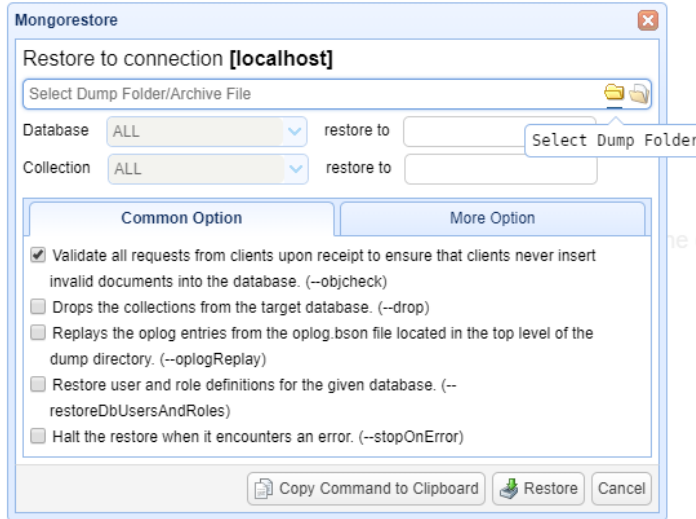 Mongorestore
Restore to connection [localhost]
Select Dump Folder/Archive File
Database ALL restore to
Select Dump Folder
Collection ALL restore to
Common Option More Option
Validate all requests from clients upon receipt to ensure that clients never insert
invalid documents into the database. (--objcheck)
Drops the collections from the target database. (--drop)
Replays the oplog entries from the oplog.bson file located in the top level of the
dump directory. (--oplogReplay)
Restore user and role definitions for the given database. (--
restoreDbUsersAndRoles)
Halt the restore when it encounters an error. (--stopOnError)
Copy Command to Clipboard Restore Cancel